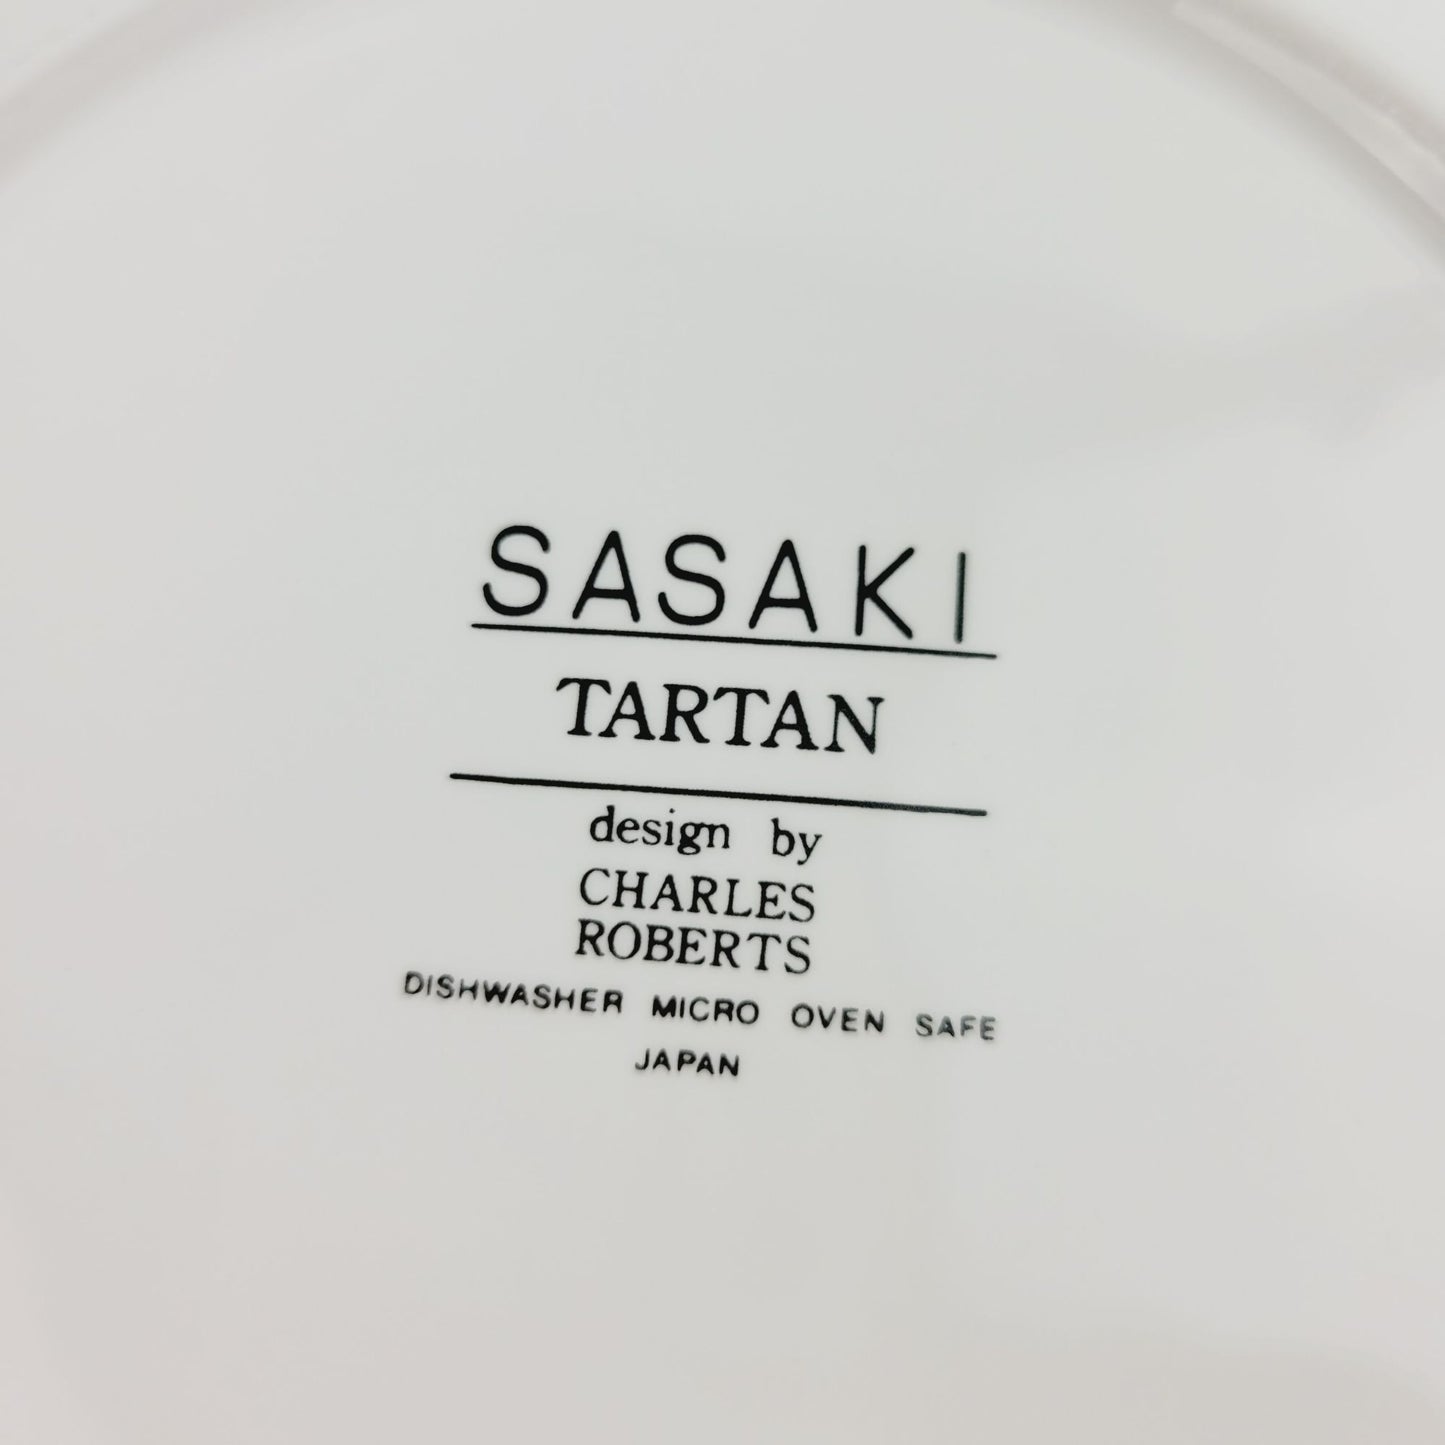 SASAKI
TARTAN
design by
CHARLES
ROBERTS
DISHWASHER MICRO OVEN SAFE
JAPAN